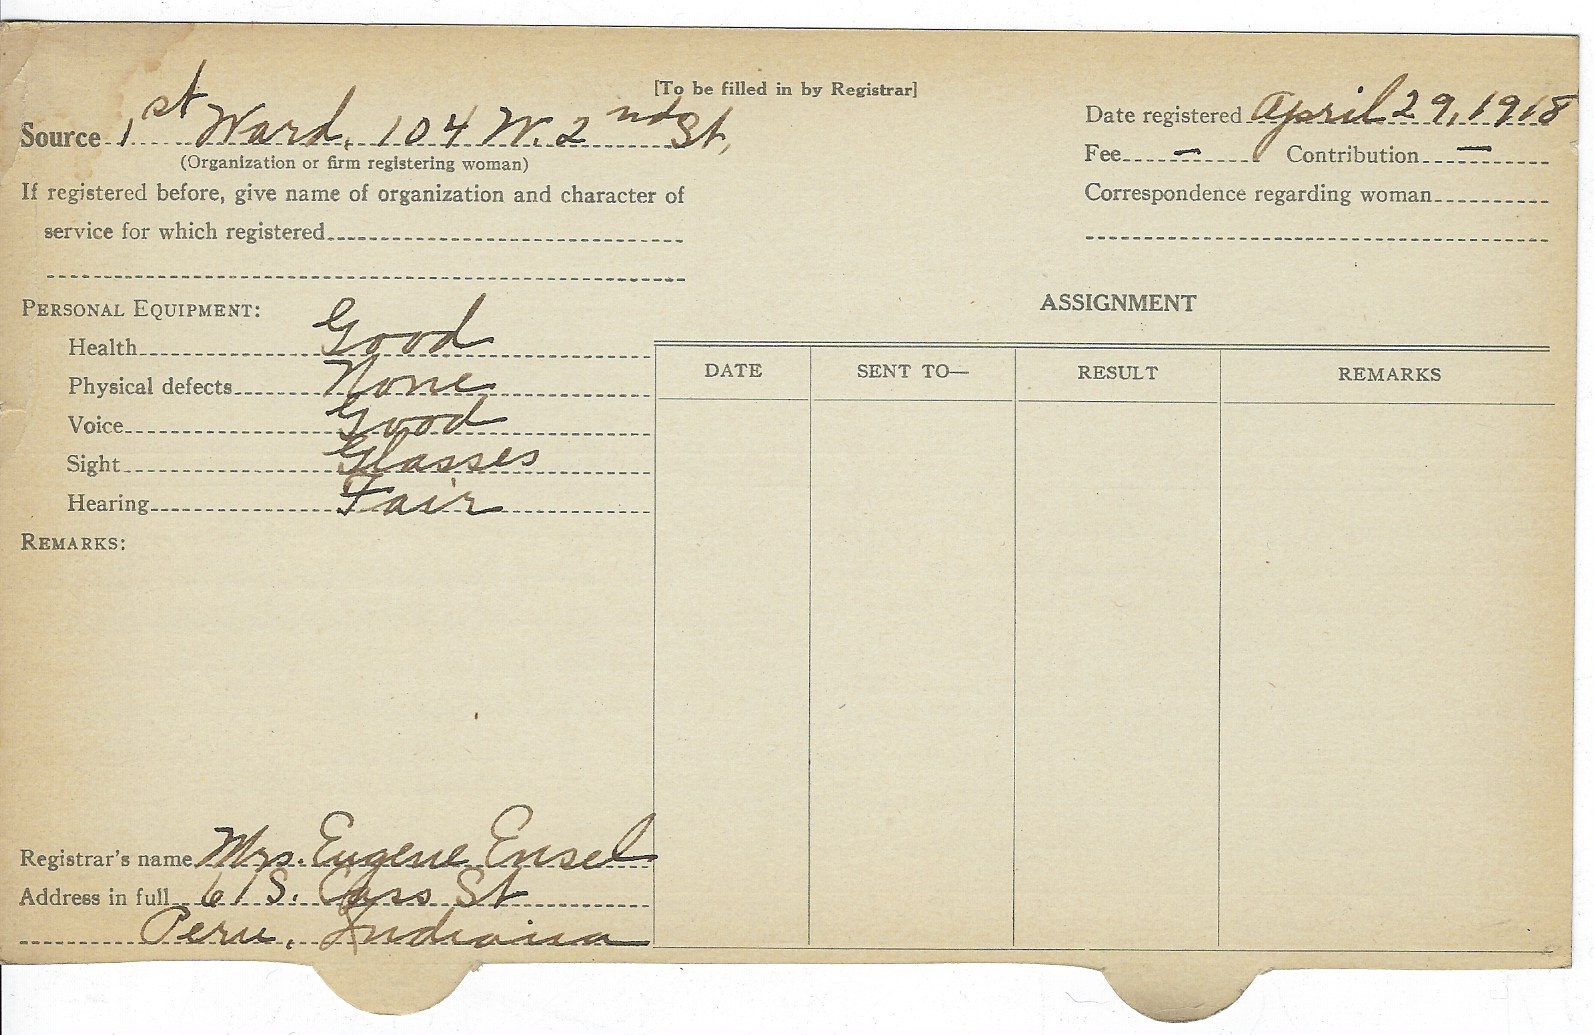 [To be filled in by Registrar]
Source 1st Ward, 104 W. 2nd St,
(Organization or firm registering woman)
If registered before, give name of organization and character of
service for which registered
Date registered April 29, 1918
Fee — Contribution —
Correspondence regarding woman
PERSONAL EQUIPMENT:
Health Good
Physical defects None
Voice Good
Sight Glasses
Hearing Fair
REMARKS:
ASSIGNMENT
DATE SENT TO— RESULT REMARKS
Registrar's name Mrs. Eugene Ensel
Address in full 61 S. Cass St
Peru, Indiana